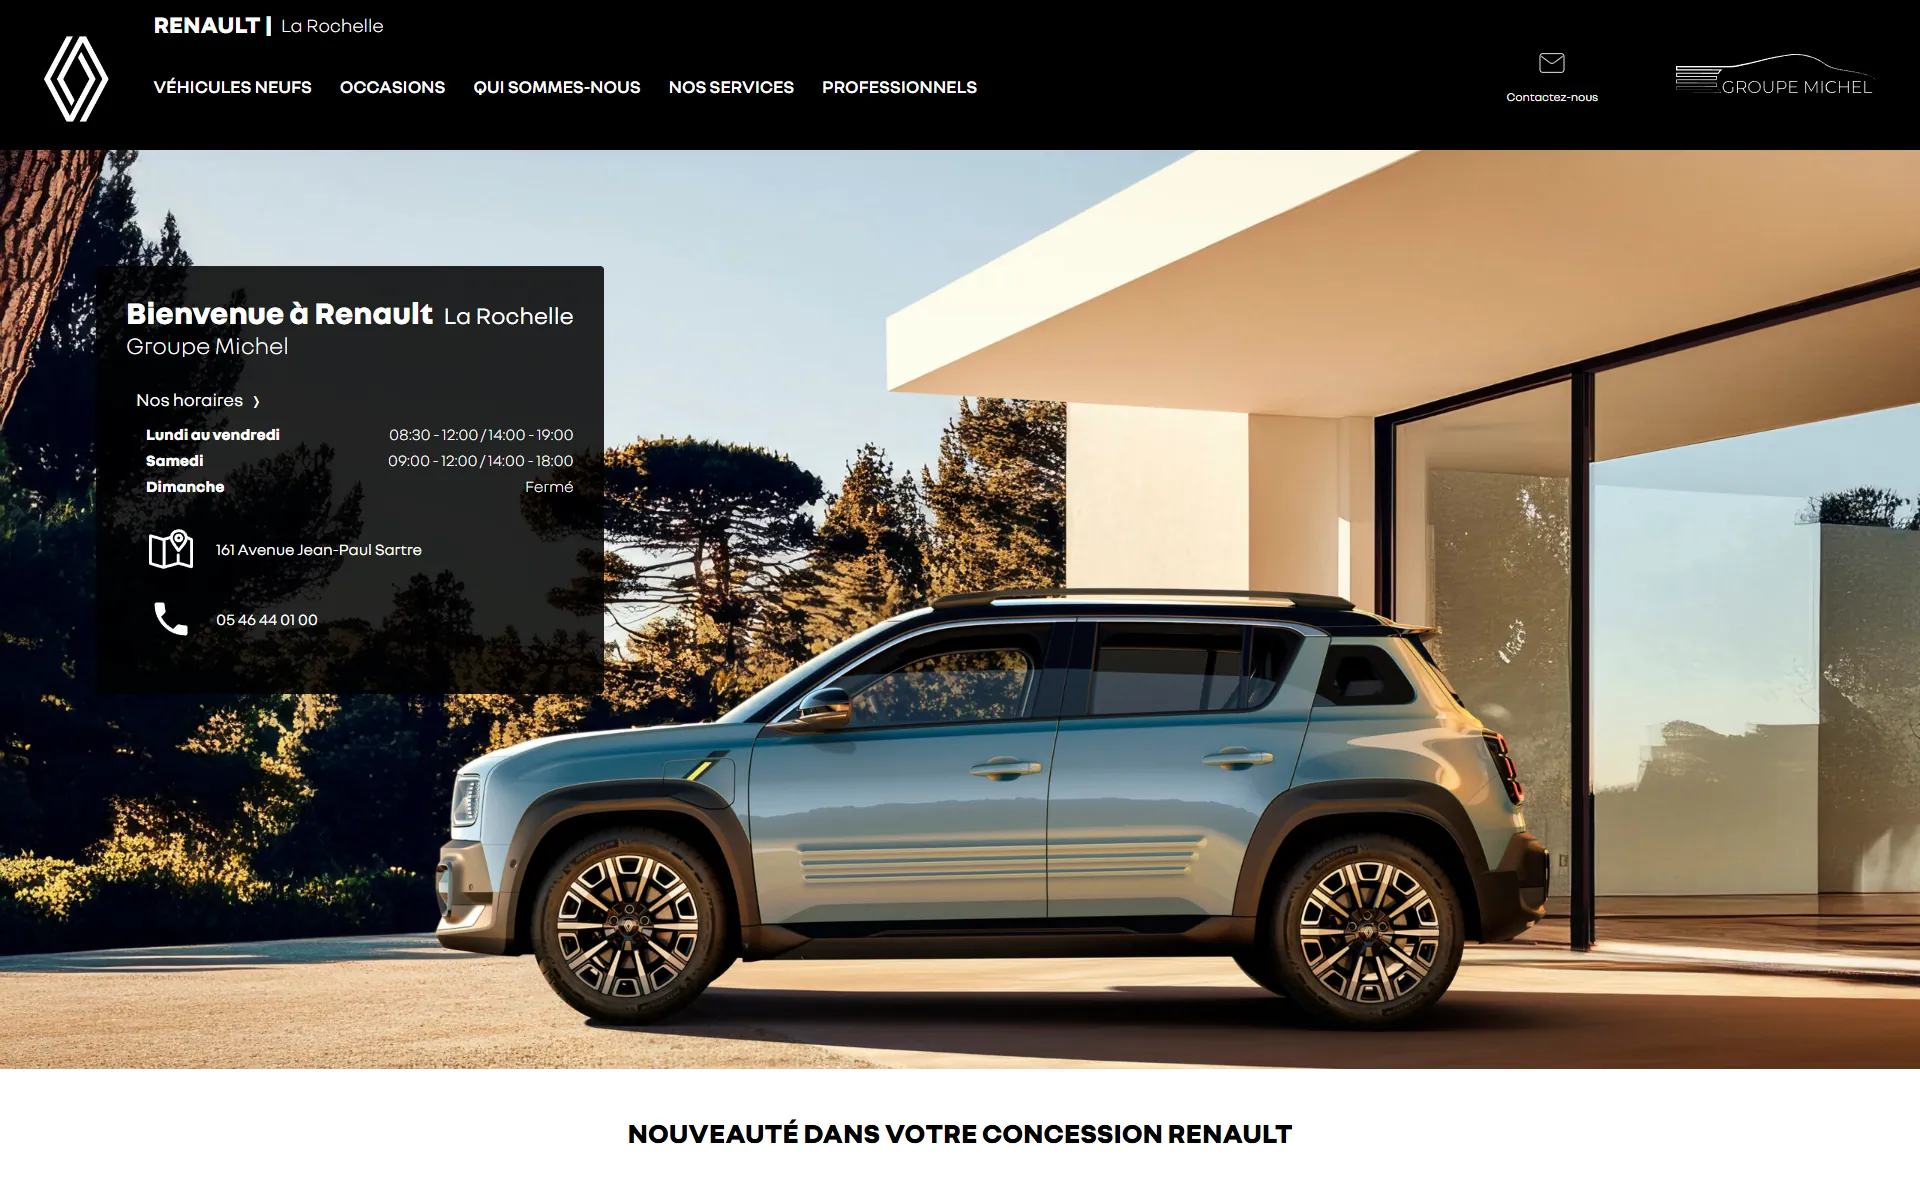 RENAULT | La Rochelle
VÉHICULES NEUFS OCCASIONS QUI SOMMES-NOUS NOS SERVICES PROFESSIONNELS
Contactez-nous
GROUPE MICHEL
Bienvenue à Renault La Rochelle
Groupe Michel
Nos horaires ›
Lundi au vendredi 08:30 - 12:00 / 14:00 - 19:00
Samedi 09:00 - 12:00 / 14:00 - 18:00
Dimanche Fermé
161 Avenue Jean-Paul Sartre
05 46 44 01 00
NOUVEAUTÉ DANS VOTRE CONCESSION RENAULT